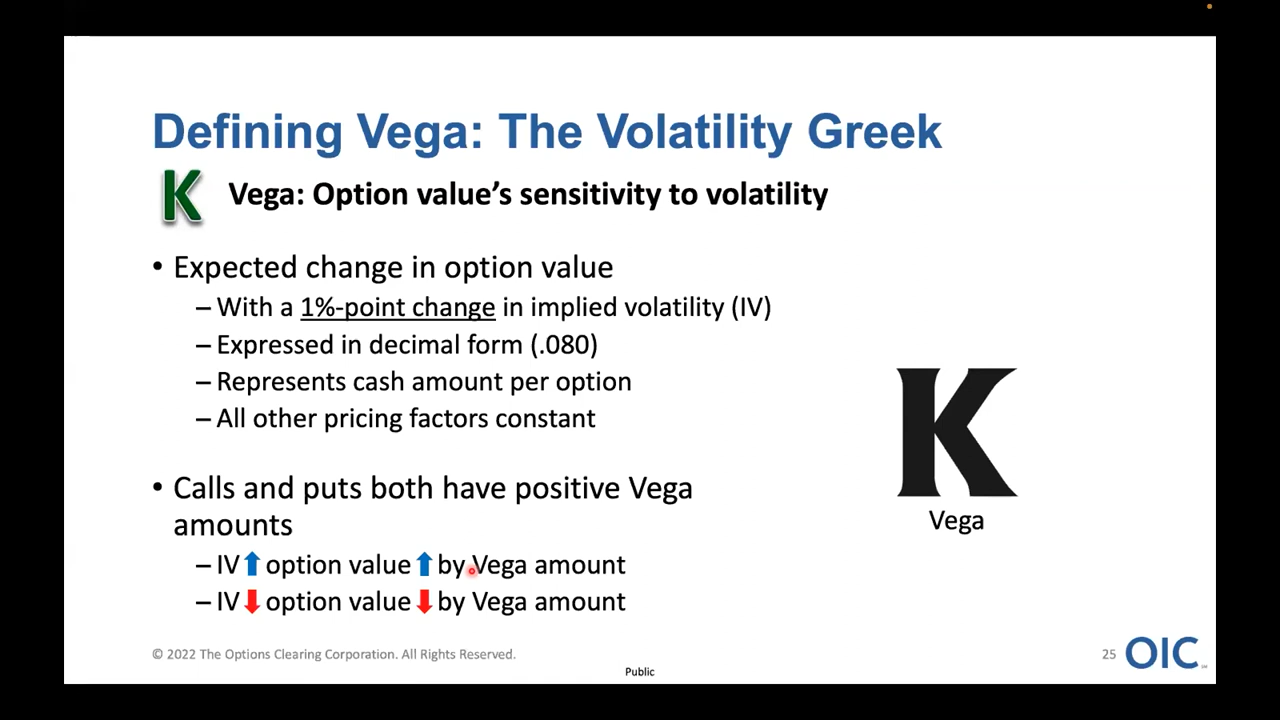 Defining Vega: The Volatility Greek
K Vega: Option value's sensitivity to volatility
• Expected change in option value
– With a 1%-point change in implied volatility (IV)
– Expressed in decimal form (.080)
– Represents cash amount per option
– All other pricing factors constant
K
Vega
• Calls and puts both have positive Vega
amounts
– IV⬆option value⬆by Vega amount
– IV⬇option value⬇by Vega amount
© 2022 The Options Clearing Corporation. All Rights Reserved.
25 OIC
Public